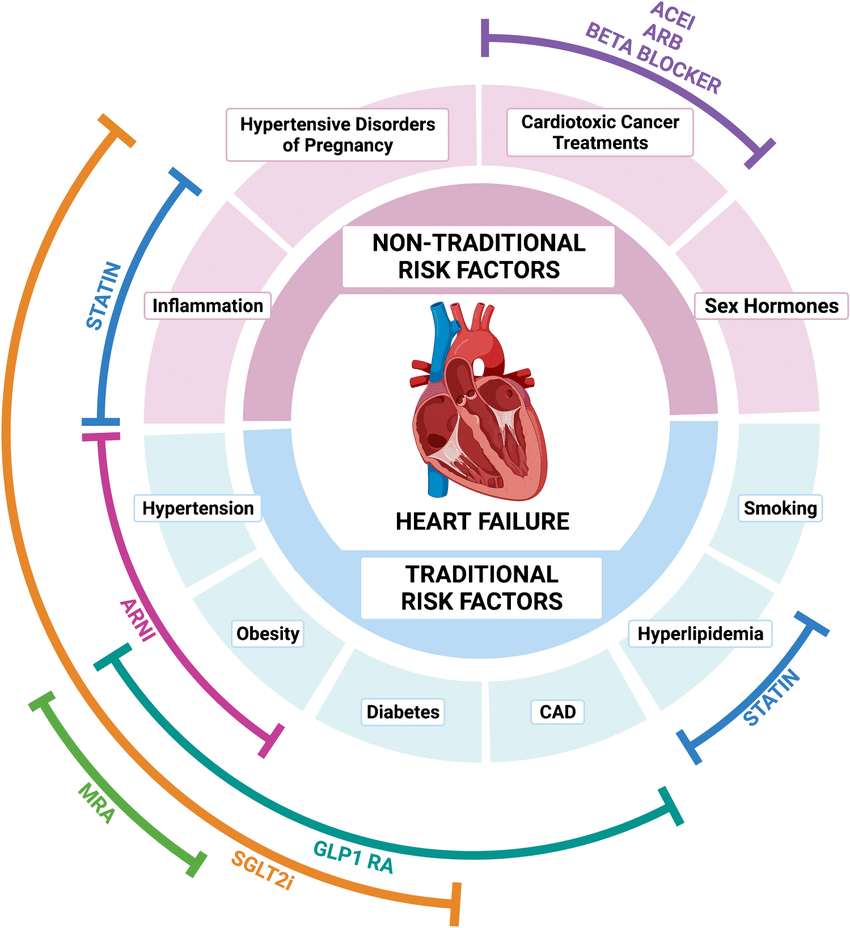 ACEI
ARB
BETA BLOCKER
Hypertensive Disorders
of Pregnancy
Cardiotoxic Cancer
Treatments
NON-TRADITIONAL
RISK FACTORS
STATIN
Inflammation
Sex Hormones
Hypertension
Smoking
HEART FAILURE
TRADITIONAL
RISK FACTORS
ARNI
Obesity
Hyperlipidemia
Diabetes
CAD
STATIN
MRA
GLP1 RA
SGLT2i